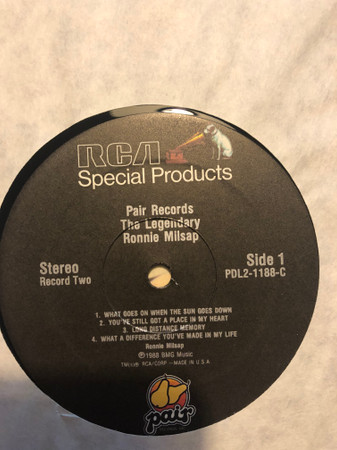 RCA
Special Products
Pair Records
The Legendary
Ronnie Milsap
Stereo
Record Two
Side 1
PDL2-1188-C
1. WHAT GOES ON WHEN THE SUN GOES DOWN
2. YOU'VE STILL GOT A PLACE IN MY HEART
3. LONG DISTANCE MEMORY
4. WHAT A DIFFERENCE YOU'VE MADE IN MY LIFE
Ronnie Milsap
℗1988 BMG Music
TMK(s)® RCA/CORP - MADE IN U.S.A.
pair